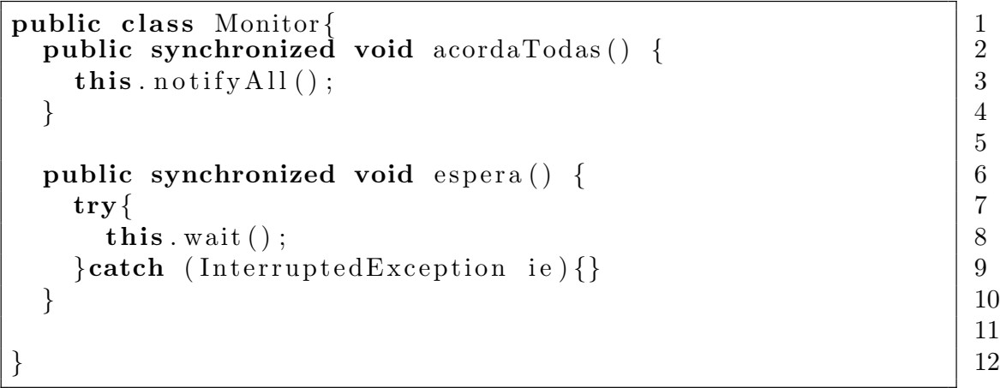 public class Monitor{ 1
  public synchronized void acordaTodas() { 2
    this.notifyAll(); 3
  } 4
5
  public synchronized void espera() { 6
    try{ 7
      this.wait(); 8
    }catch (InterruptedException ie){} 9
  } 10
11
} 12